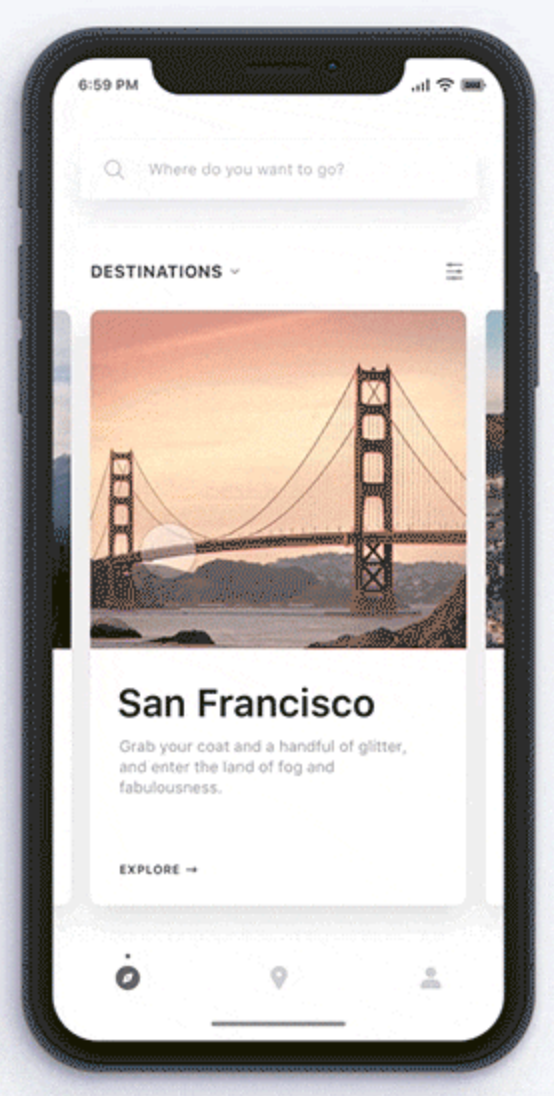 6:59 PM
Where do you want to go?
DESTINATIONS
San Francisco
Grab your coat and a handful of glitter,
and enter the land of fog and
fabulousness.
EXPLORE →